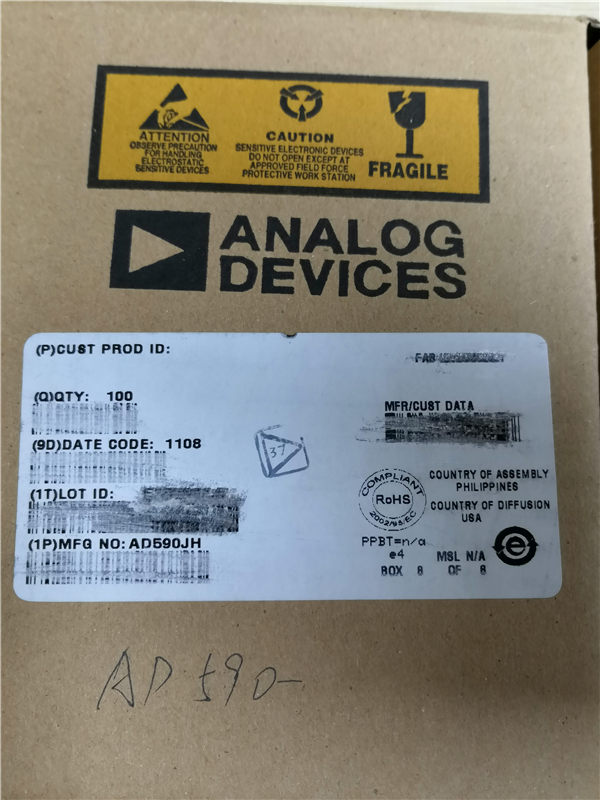 ATTENTION
OBSERVE PRECAUTION
FOR HANDLING
ELECTROSTATIC
SENSITIVE DEVICES
CAUTION
SENSITIVE ELECTRONIC DEVICES
DO NOT OPEN EXCEPT AT
APPROVED FIELD FORCE
PROTECTIVE WORK STATION
FRAGILE
ANALOG
DEVICES
(P)CUST PROD ID:
FAB
(Q)QTY: 100
MFR/CUST DATA
(9D)DATE CODE: 1108
37
(1T)LOT ID:
COMPLIANT
RoHS
2002/95/EC
COUNTRY OF ASSEMBLY
PHILIPPINES
COUNTRY OF DIFFUSION
USA
(1P)MFG NO: AD590JH
PPBT=n/a
e4
MSL N/A
e
BOX 8 OF 8
AD590-